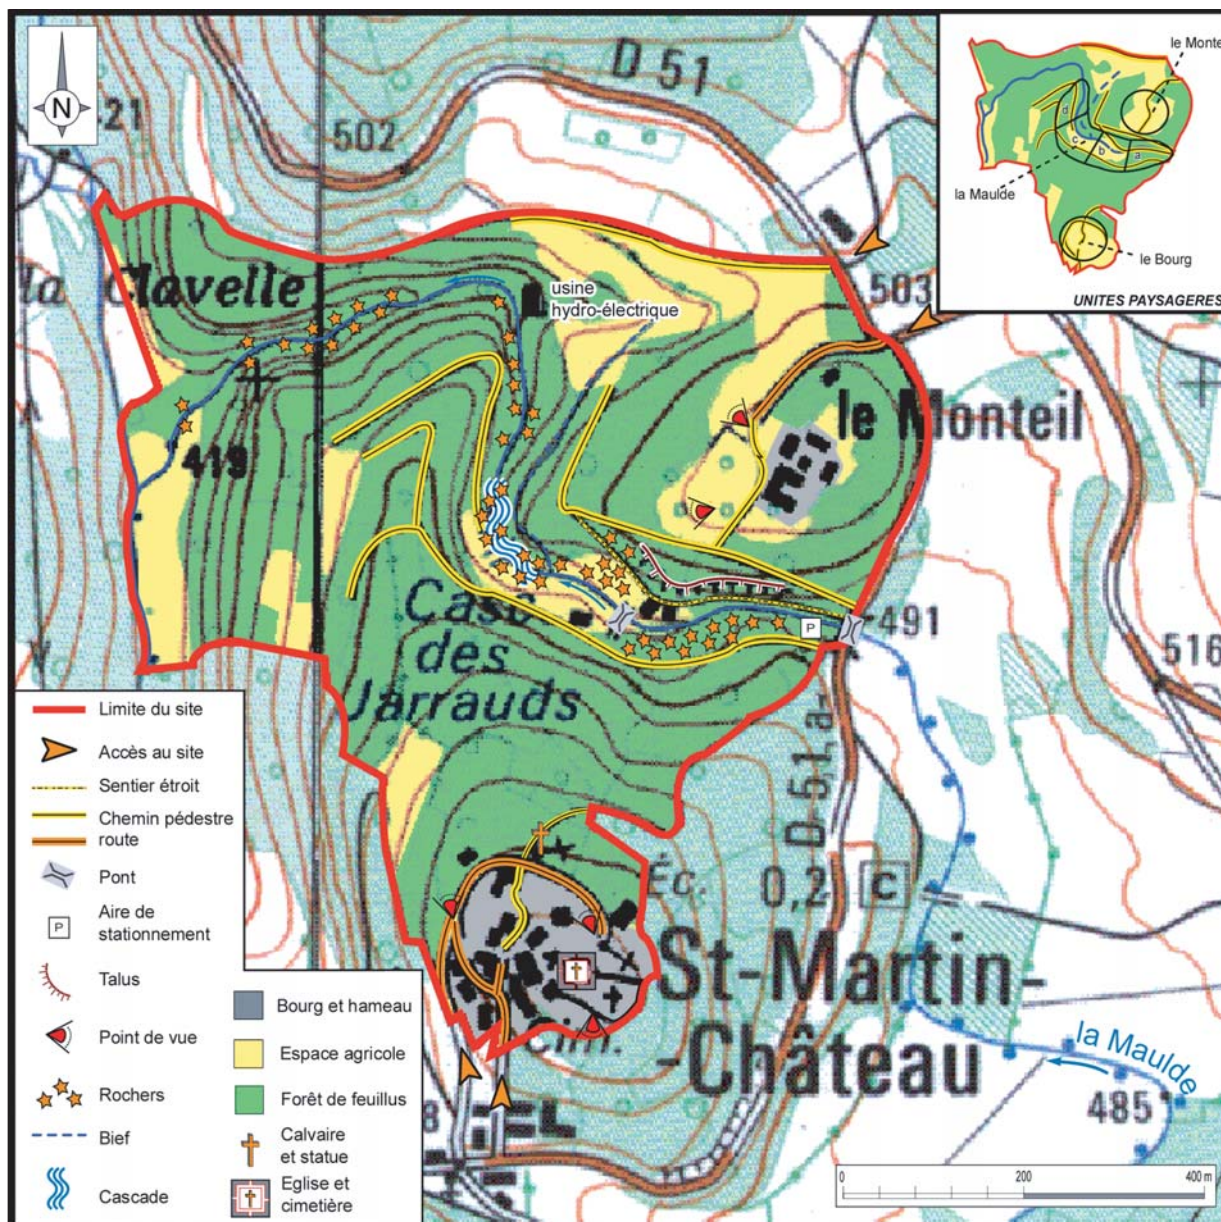 N
D 51
21
502
le Monte
d
c
b
a
la Maulde
le Bourg
UNITES PAYSAGERES
503
la Clavelle
usine
hydro-électrique
le Monteil
419
Casc
des
Jarrauds
P
491
516
D 51,a
Éc.
0,2
C
St-Martin-
-Château
Cim.
la Maulde
485
8
Limite du site
Accès au site
Sentier étroit
Chemin pédestre
route
Pont
P
Aire de
stationnement
Talus
Point de vue
Rochers
Bief
Cascade
Bourg et hameau
Espace agricole
Forêt de feuillus
Calvaire
et statue
Eglise et
cimetière
0
200
400 m